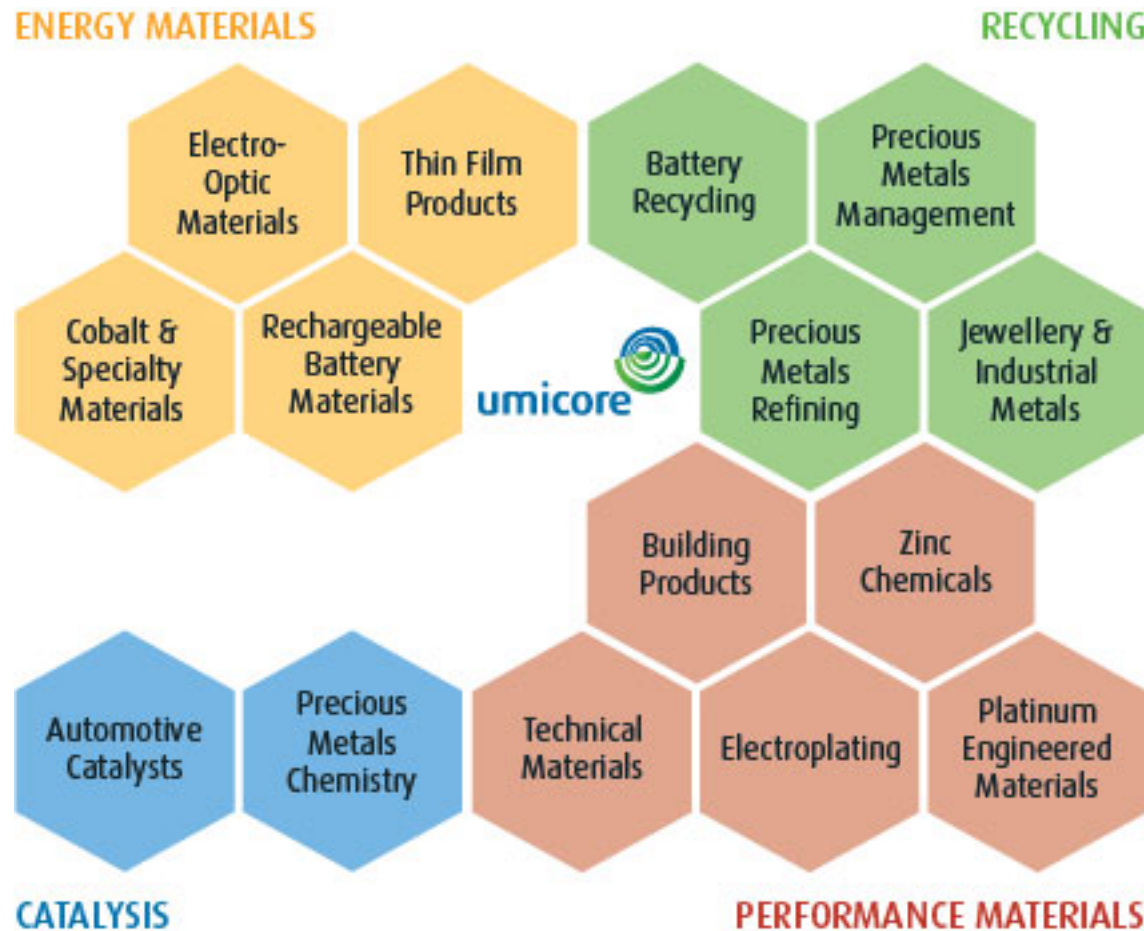 ENERGY MATERIALS
RECYCLING
Electro-
Optic
Materials
Thin Film
Products
Battery
Recycling
Precious
Metals
Management
Cobalt &
Specialty
Materials
Rechargeable
Battery
Materials
umicore
Precious
Metals
Refining
Jewellery &
Industrial
Metals
Building
Products
Zinc
Chemicals
Automotive
Catalysts
Precious
Metals
Chemistry
Technical
Materials
Electroplating
Platinum
Engineered
Materials
CATALYSIS
PERFORMANCE MATERIALS